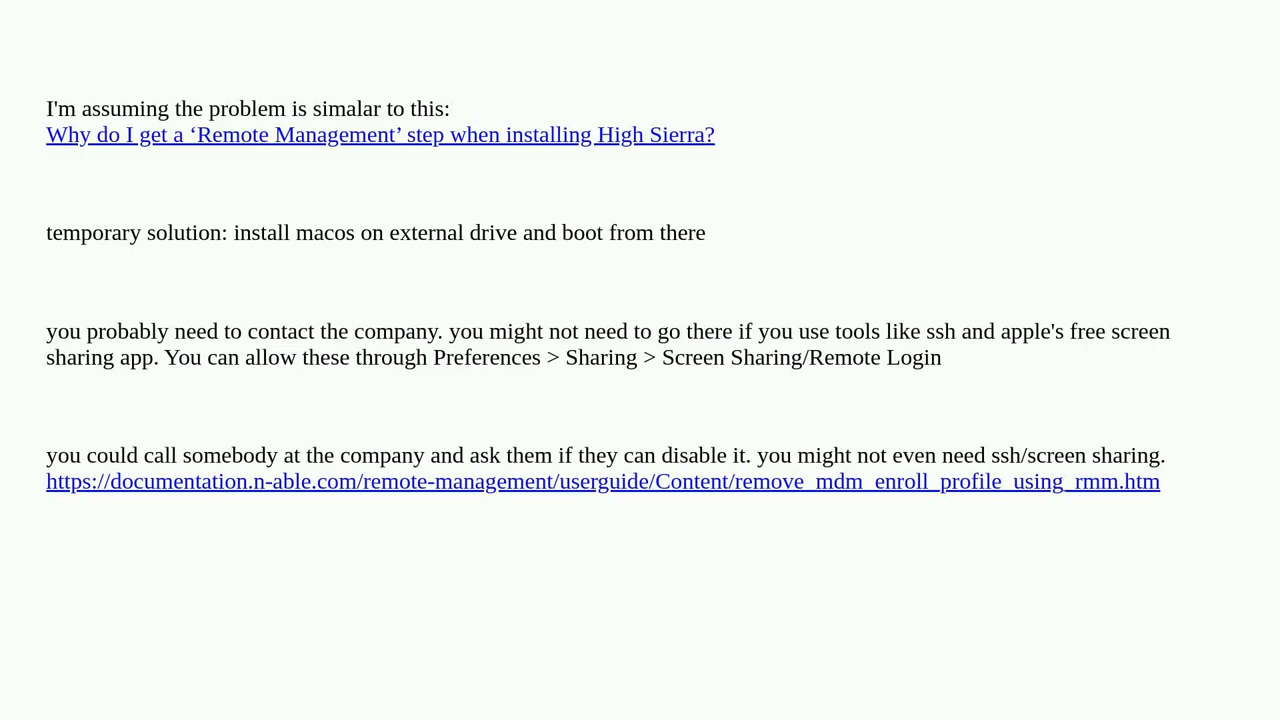 I'm assuming the problem is simalar to this:
Why do I get a ‘Remote Management’ step when installing High Sierra?
temporary solution: install macos on external drive and boot from there
you probably need to contact the company. you might not need to go there if you use tools like ssh and apple's free screen
sharing app. You can allow these through Preferences > Sharing > Screen Sharing/Remote Login
you could call somebody at the company and ask them if they can disable it. you might not even need ssh/screen sharing.
https://documentation.n-able.com/remote-management/userguide/Content/remove_mdm_enroll_profile_using_rmm.htm